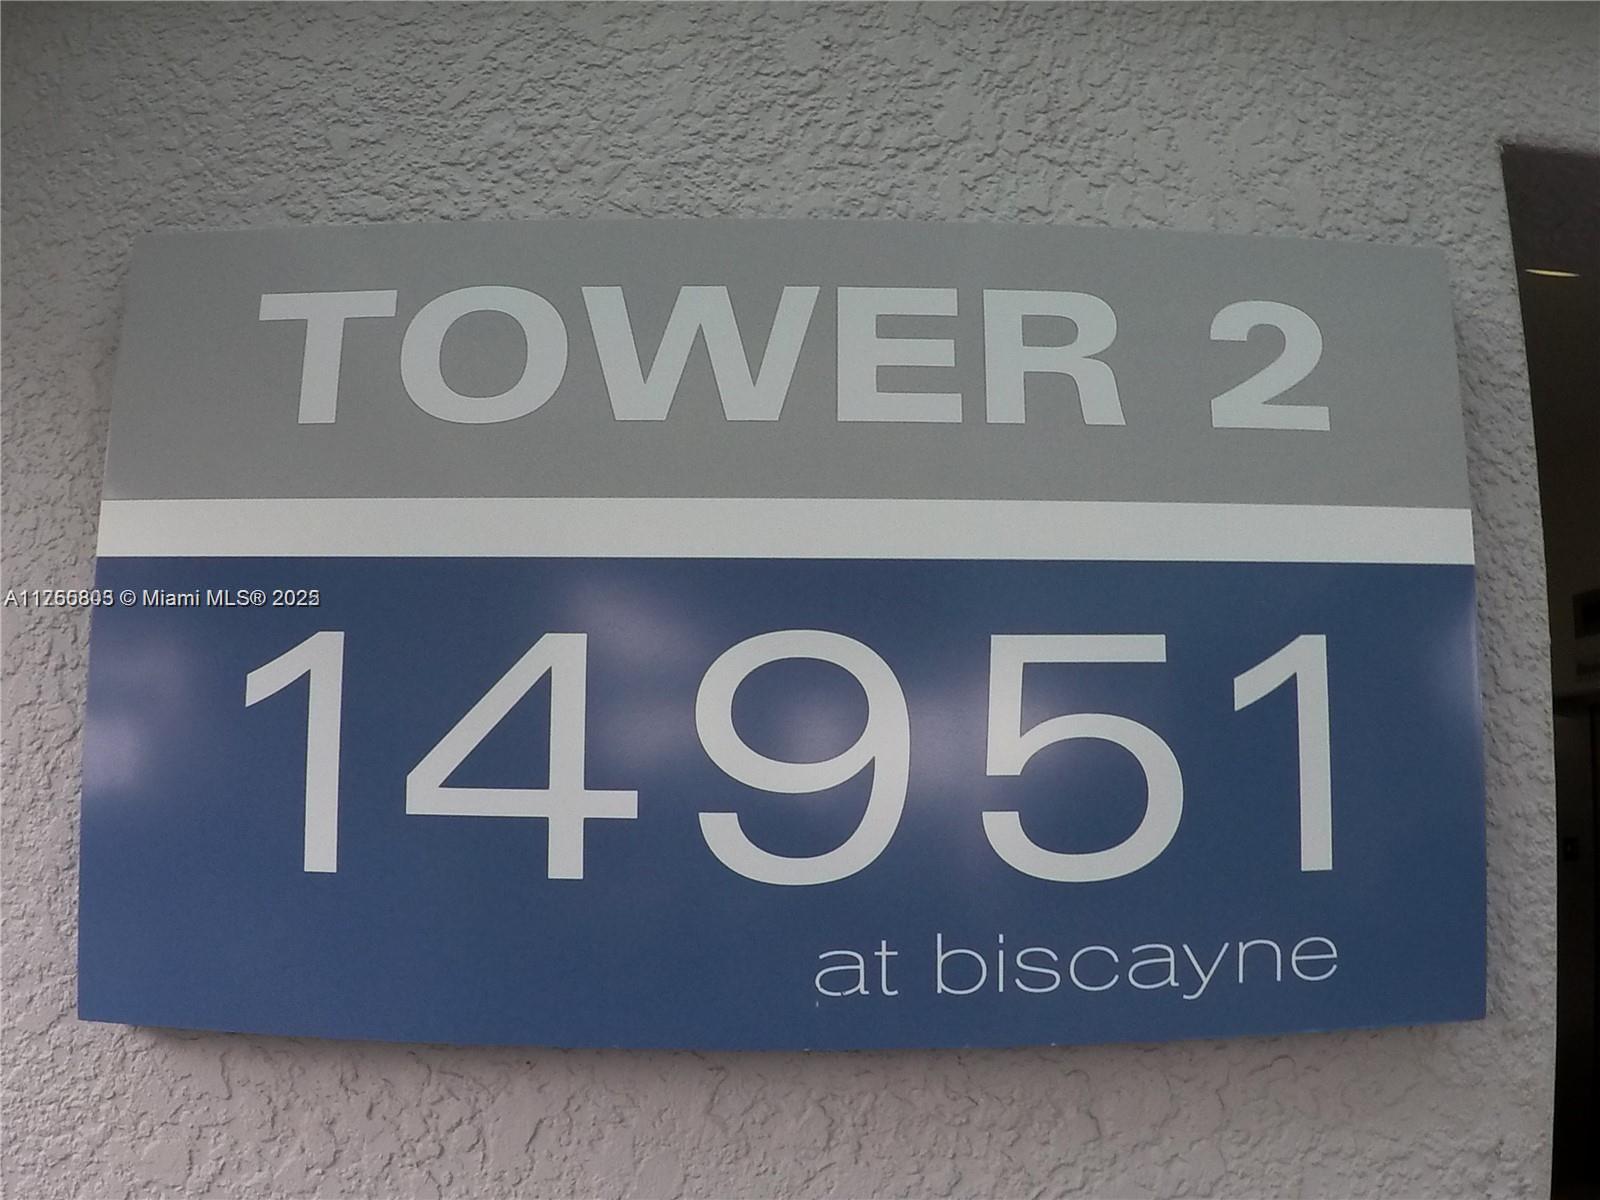 TOWER 2
© Miami MLS®
14951
at biscayne